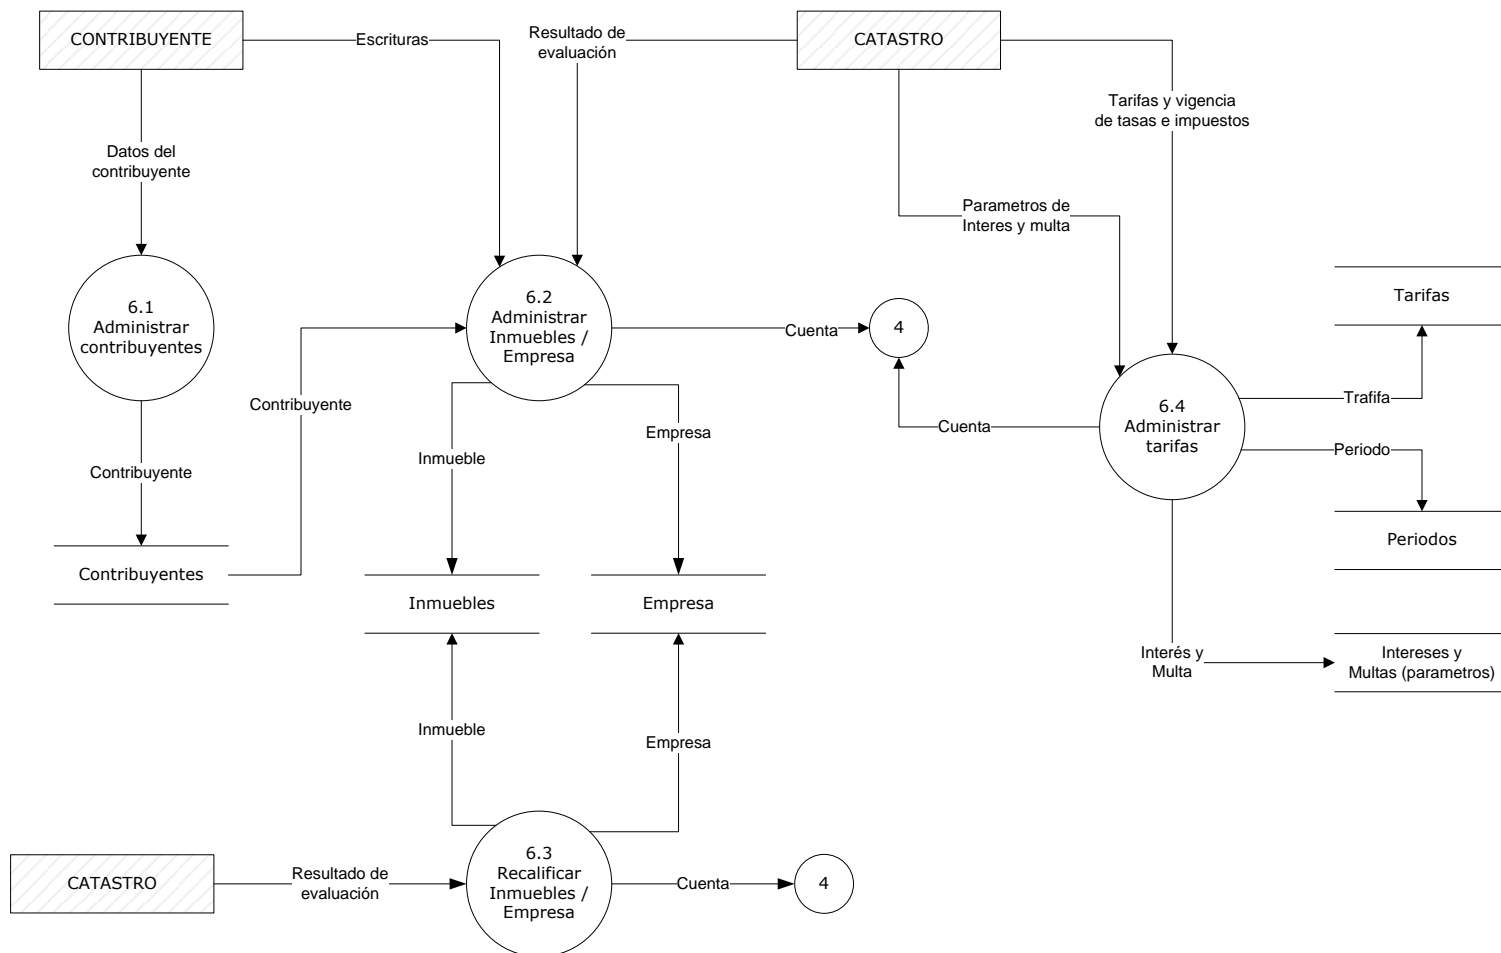 CONTRIBUYENTE
Escrituras
Resultado de
evaluación
CATASTRO
Tarifas y vigencia
de tasas e impuestos
Datos del
contribuyente
Parametros de
Interes y multa
6.1
Administrar
contribuyentes
6.2
Administrar
Inmuebles /
Empresa
Cuenta
4
Tarifas
Contribuyente
Empresa
Inmueble
Cuenta
6.4
Administrar
tarifas
Trafifa
Periodo
Contribuyente
Contribuyentes
Inmuebles
Empresa
Periodos
Interés y
Multa
Intereses y
Multas (parametros)
Inmueble
Empresa
CATASTRO
Resultado de
evaluación
6.3
Recalificar
Inmuebles /
Empresa
Cuenta
4